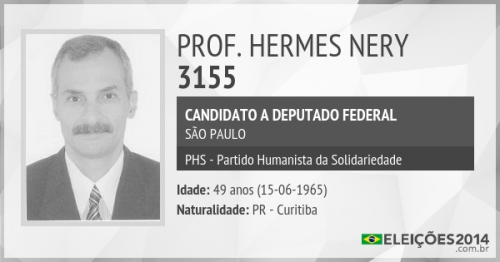 PROF. HERMES NERY
3155
CANDIDATO A DEPUTADO FEDERAL
SÃO PAULO
PHS - Partido Humanista da Solidariedade
Idade: 49 anos (15-06-1965)
Naturalidade: PR - Curitiba
ELEIÇÕES2014
.com.br